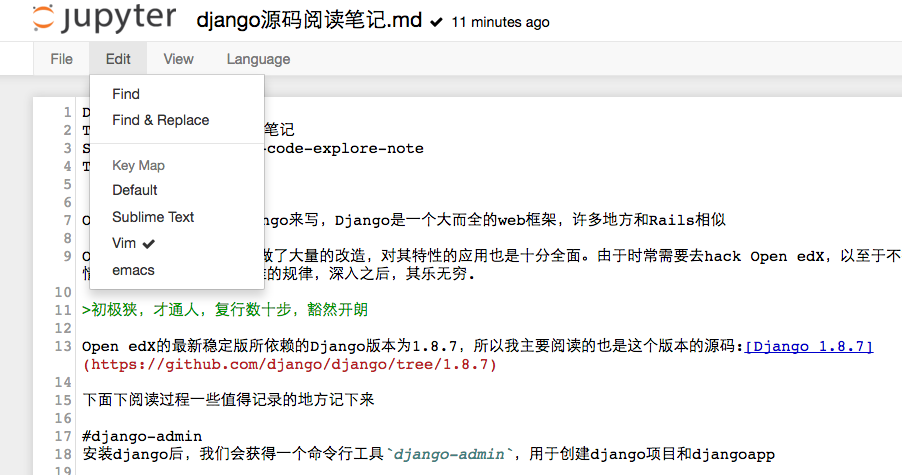 jupyter django源码阅读笔记.md ✔ 11 minutes ago
File Edit View Language
Find
Find & Replace
Key Map
Default
Sublime Text
Vim ✔
emacs
1 D
2 T 笔记
3 S -code-explore-note
4 T
5
6
7 O ngo来写，Django是一个大而全的web框架，许多地方和Rails相似
8
9 O 做了大量的改造，对其特性的应用也是十分全面。由于时常需要去hack Open edX，以至于不
的规律，深入之后，其乐无穷.
10
11 >初极狭，才通人，复行数十步，豁然开朗
12
13 Open edX的最新稳定版所依赖的Django版本为1.8.7，所以我主要阅读的也是这个版本的源码:[Django 1.8.7]
(https://github.com/django/django/tree/1.8.7)
14
15 下面下阅读过程一些值得记录的地方记下来
16
17 #django-admin
18 安装django后，我们会获得一个命令行工具`django-admin`，用于创建django项目和djangoapp
19